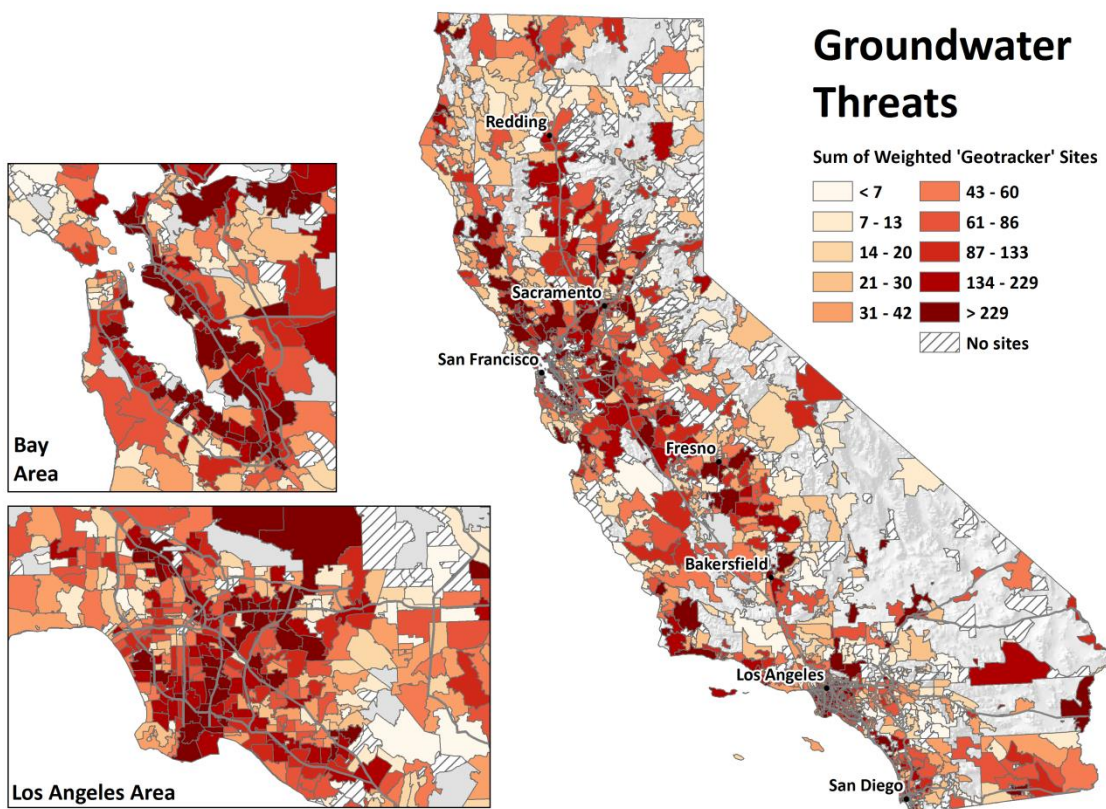 Groundwater
Threats
Sum of Weighted 'Geotracker' Sites
< 7
7 - 13
14 - 20
21 - 30
31 - 42
43 - 60
61 - 86
87 - 133
134 - 229
> 229
No sites
Redding
Sacramento
San Francisco
Fresno
Bakersfield
Los Angeles
San Diego
Bay
Area
Los Angeles Area